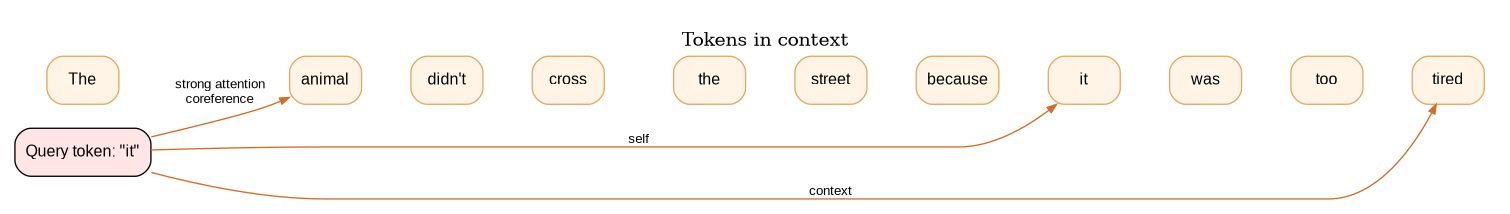 Tokens in context
The
animal
didn't
cross
the
street
because
it
was
too
tired
strong attention
coreference
self
Query token: "it"
context